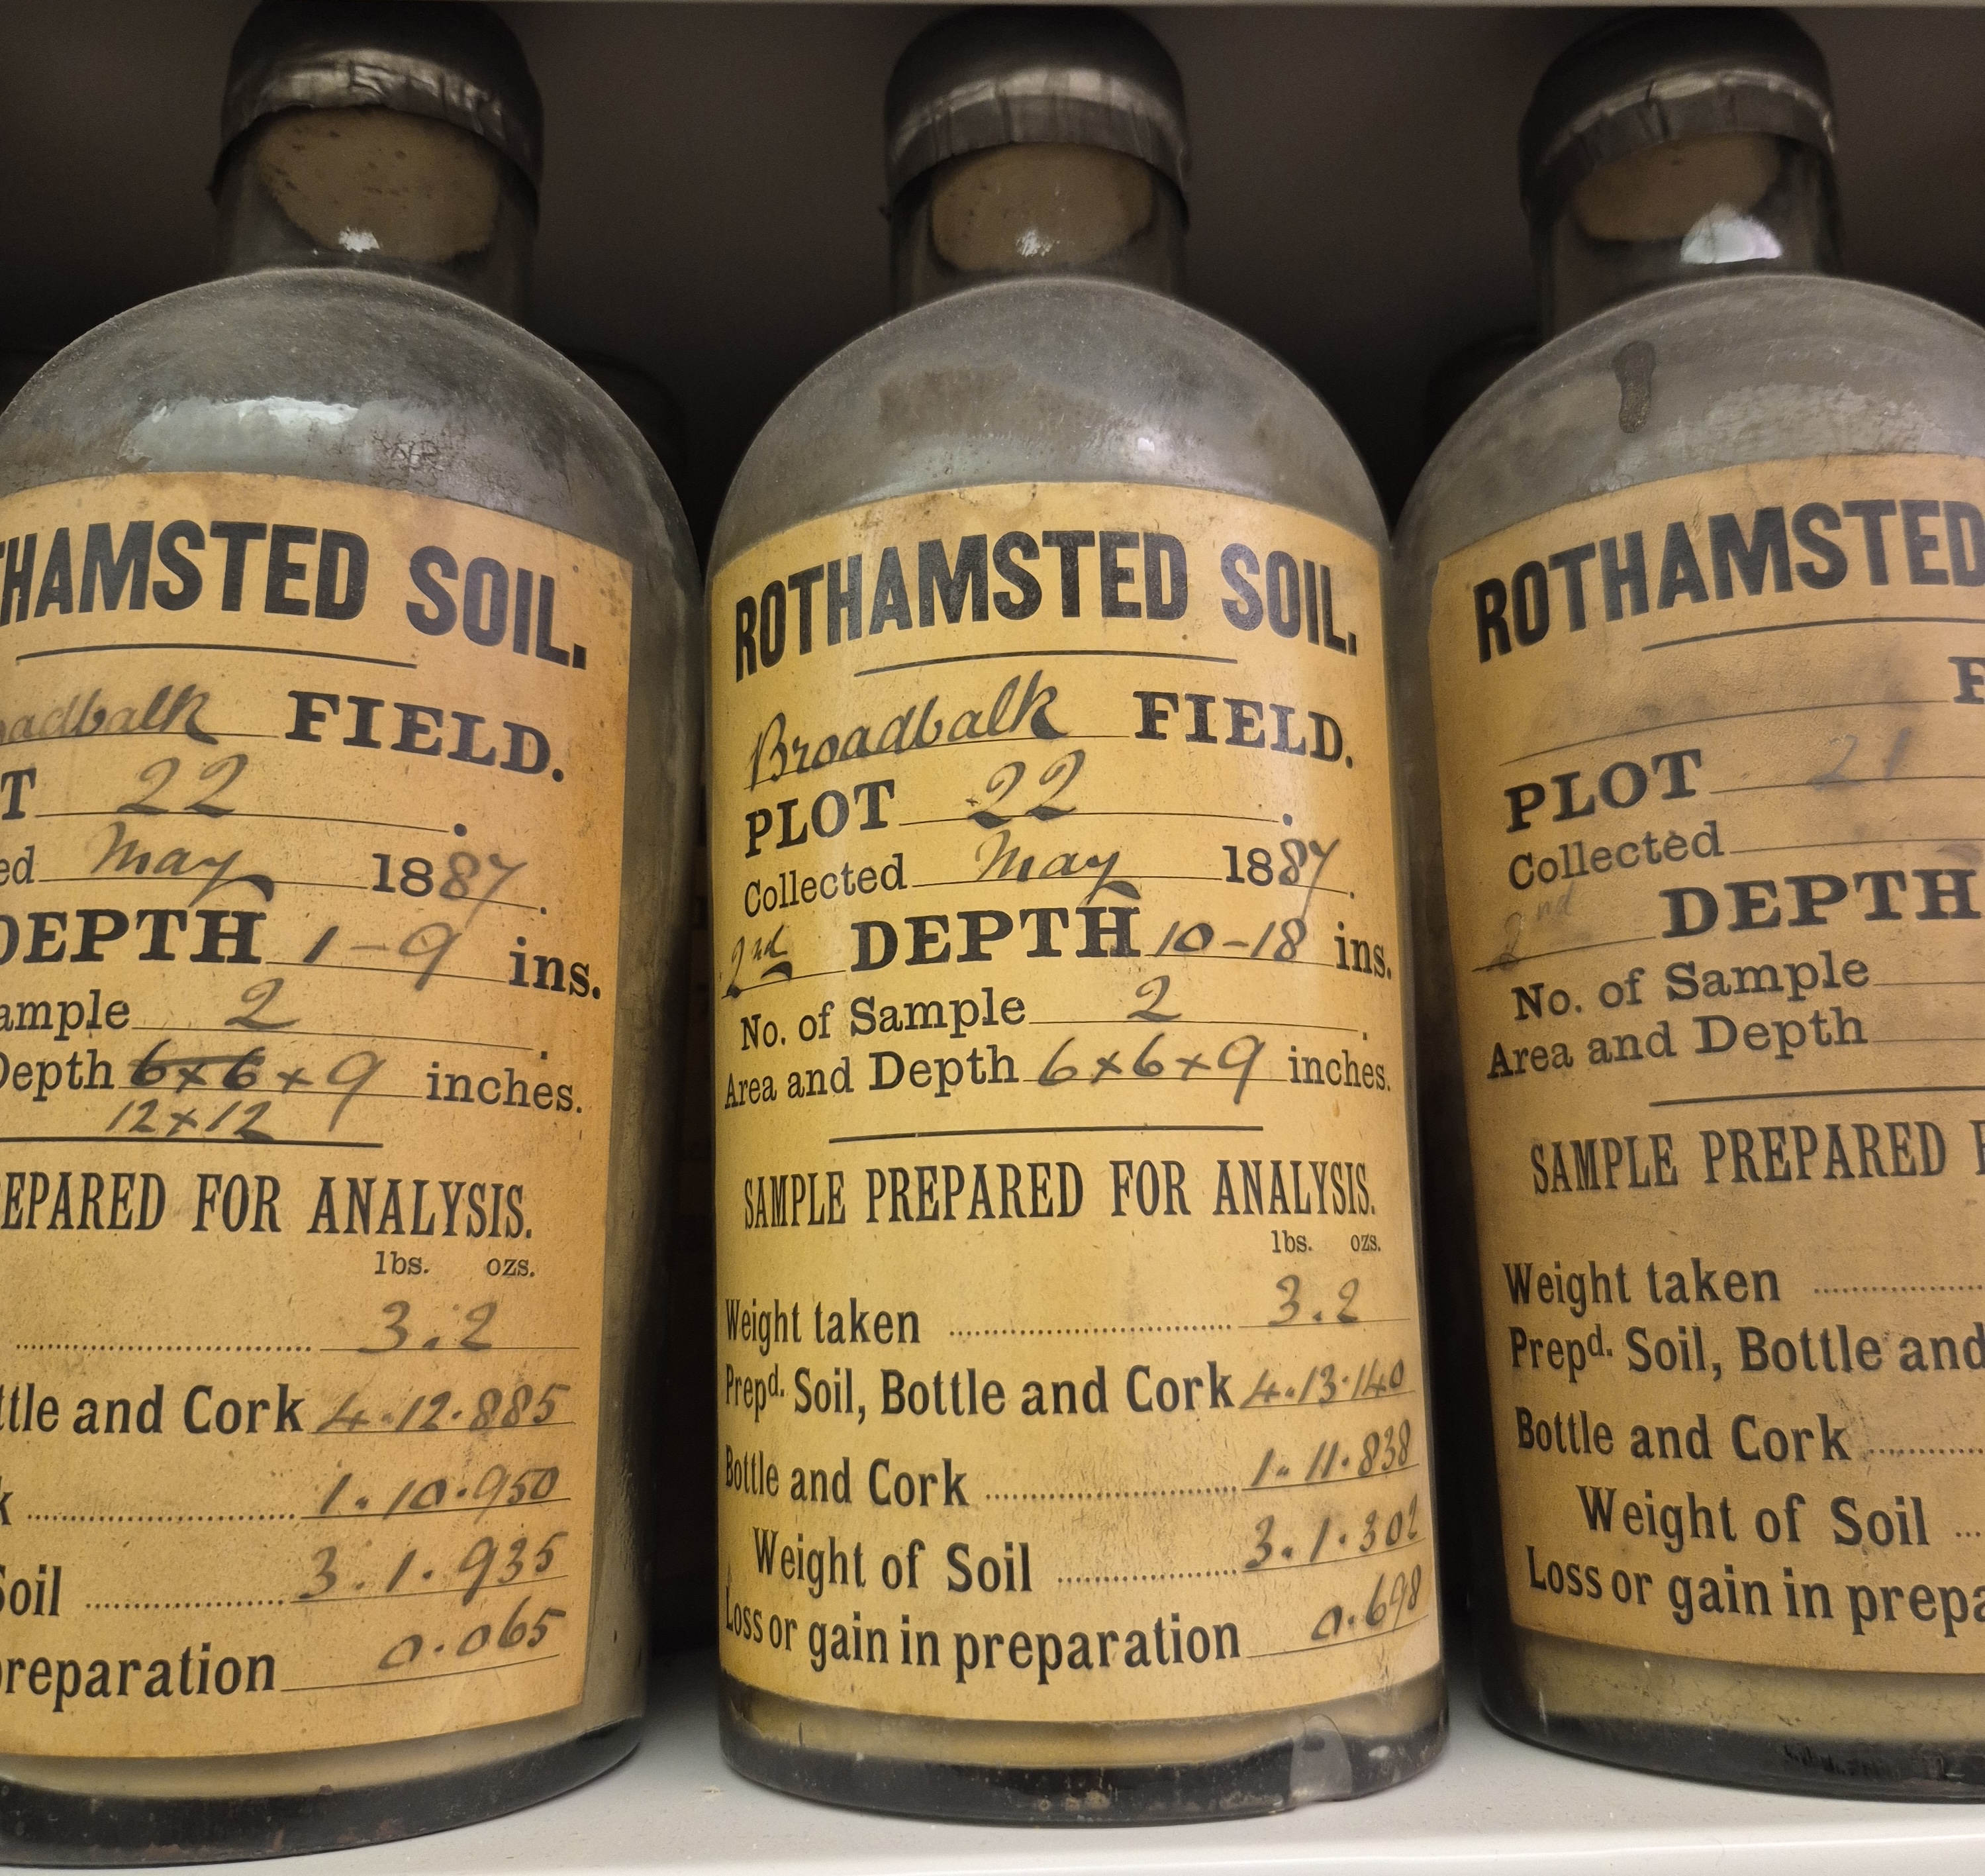 THAMSTED SOIL.
oadbalk FIELD.
T 22.
ed May 1887.
DEPTH 1-9 ins.
ample 2.
Depth 6x6 x 9 inches.
12x12
EPARED FOR ANALYSIS.
lbs. ozs.
3.2
ttle and Cork 4.12.885
k 1.10.950
Soil 3.1.935
preparation 0.065
ROTHAMSTED SOIL.
Broadbalk FIELD.
PLOT 22.
Collected May 1887.
2nd DEPTH 10-18 ins.
No. of Sample 2.
Area and Depth 6x6x9 inches.
SAMPLE PREPARED FOR ANALYSIS.
lbs. ozs.
Weight taken 3.2
Prepd. Soil, Bottle and Cork 4.13.140
Bottle and Cork 1.11.838
Weight of Soil 3.1.302
Loss or gain in preparation 0.698
ROTHAMSTED
F
PLOT 21
Collected
2nd DEPTH
No. of Sample
Area and Depth
SAMPLE PREPARED F
Weight taken
Prepd. Soil, Bottle and
Bottle and Cork
Weight of Soil
Loss or gain in prepa